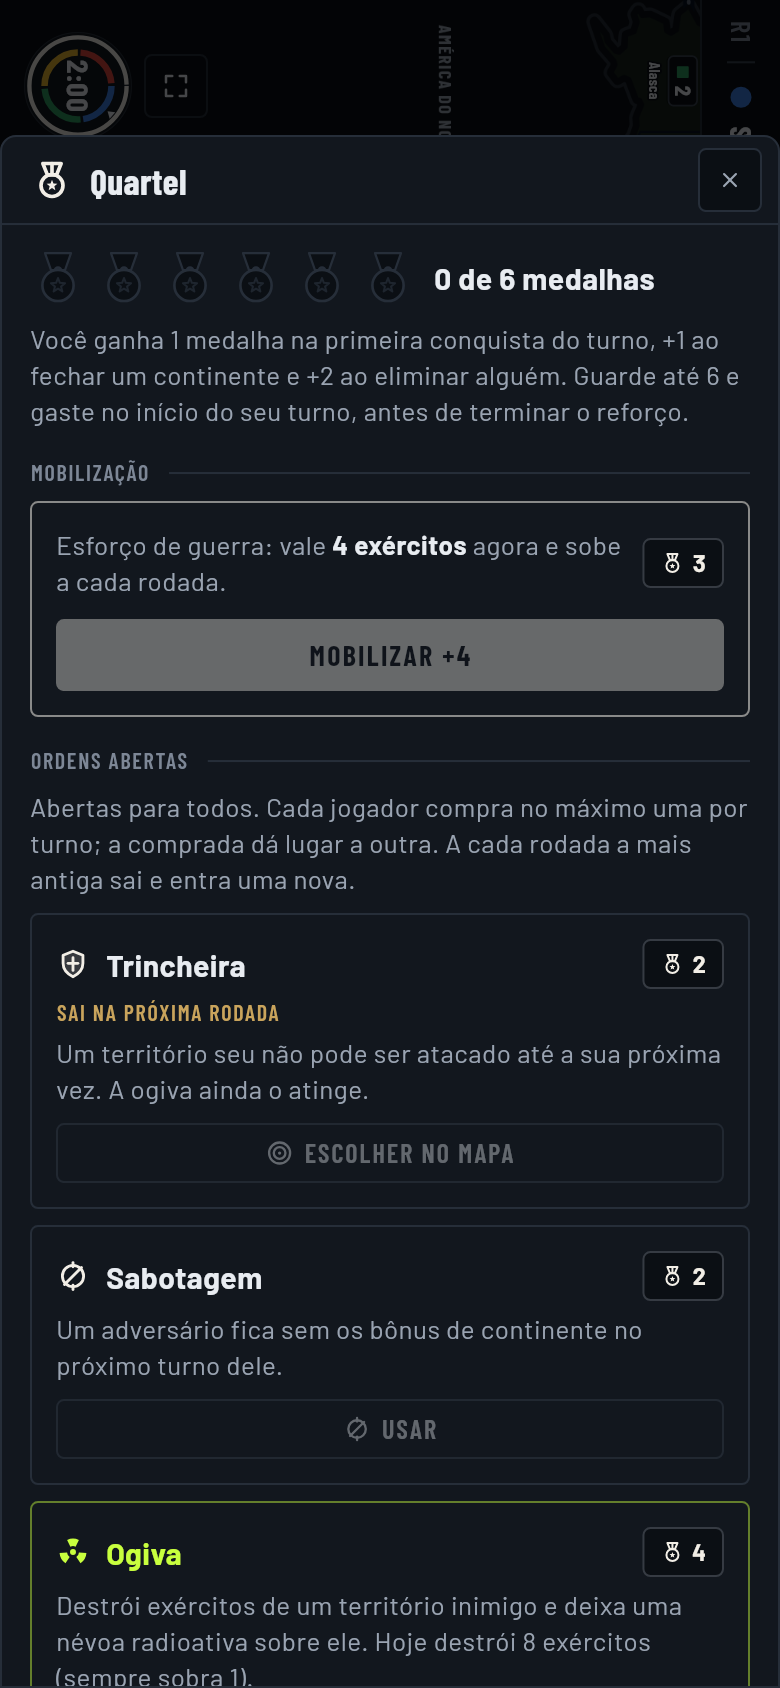 2:00
AMÉRICA DO NO
Alasca
2
R1
Quartel
0 de 6 medalhas
Você ganha 1 medalha na primeira conquista do turno, +1 ao
fechar um continente e +2 ao eliminar alguém. Guarde até 6 e
gaste no início do seu turno, antes de terminar o reforço.
MOBILIZAÇÃO
Esforço de guerra: vale 4 exércitos agora e sobe
a cada rodada.
3
MOBILIZAR +4
ORDENS ABERTAS
Abertas para todos. Cada jogador compra no máximo uma por
turno; a comprada dá lugar a outra. A cada rodada a mais
antiga sai e entra uma nova.
Trincheira
2
SAI NA PRÓXIMA RODADA
Um território seu não pode ser atacado até a sua próxima
vez. A ogiva ainda o atinge.
ESCOLHER NO MAPA
Sabotagem
2
Um adversário fica sem os bônus de continente no
próximo turno dele.
USAR
Ogiva
4
Destrói exércitos de um território inimigo e deixa uma
névoa radioativa sobre ele. Hoje destrói 8 exércitos
(sempre sobra 1).